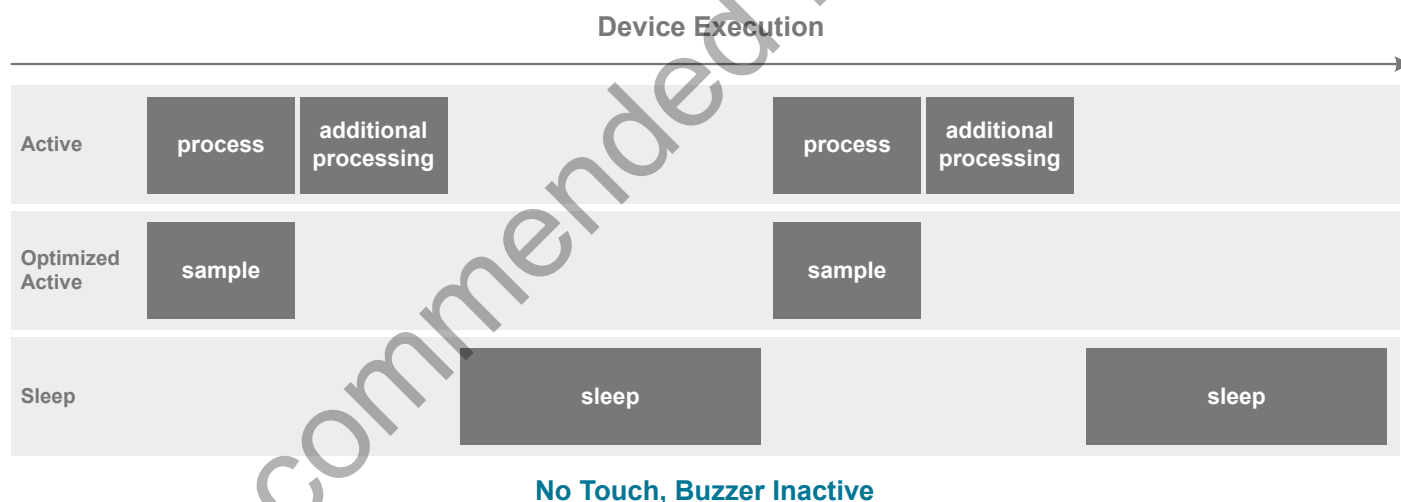 Device Execution
Active
process
additional
processing
process
additional
processing
Optimized
Active
sample
sample
Sleep
sleep
sleep
No Touch, Buzzer Inactive
commended